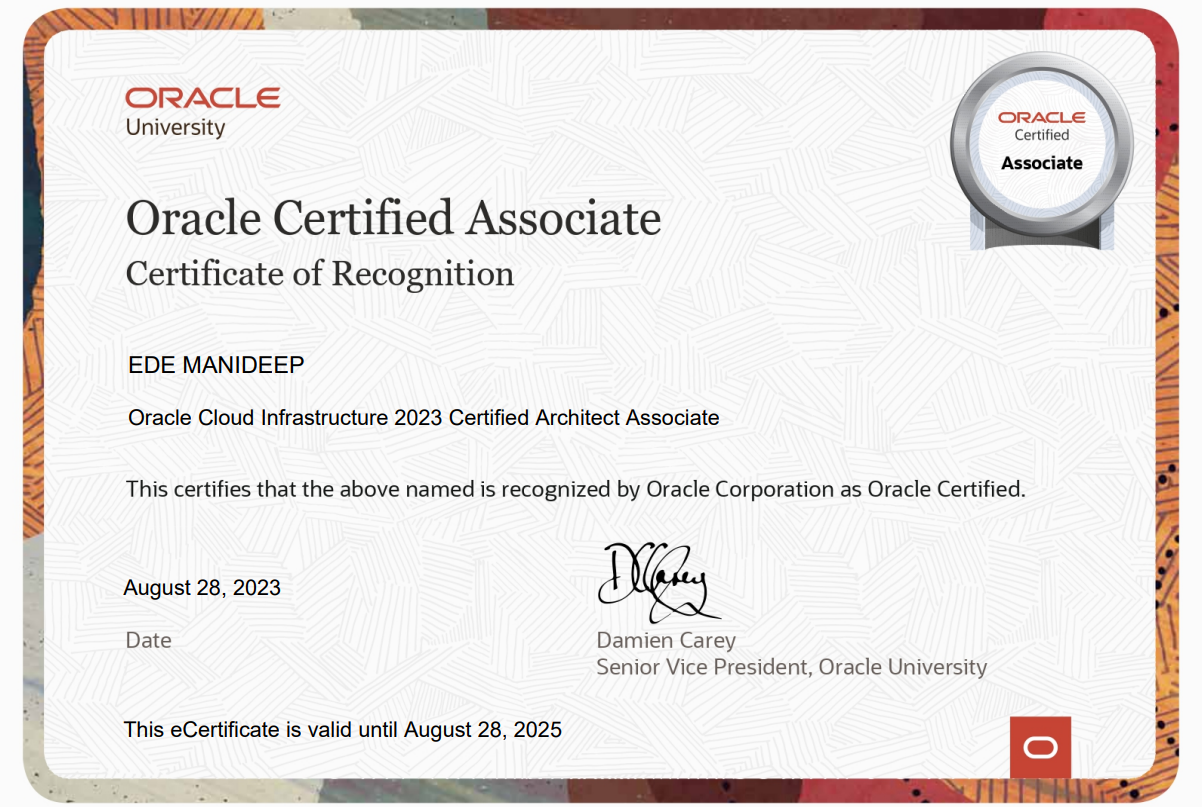 ORACLE
University
ORACLE
Certified
Associate
Oracle Certified Associate
Certificate of Recognition
EDE MANIDEEP
Oracle Cloud Infrastructure 2023 Certified Architect Associate
This certifies that the above named is recognized by Oracle Corporation as Oracle Certified.
August 28, 2023
Date
DCarey
Damien Carey
Senior Vice President, Oracle University
This eCertificate is valid until August 28, 2025